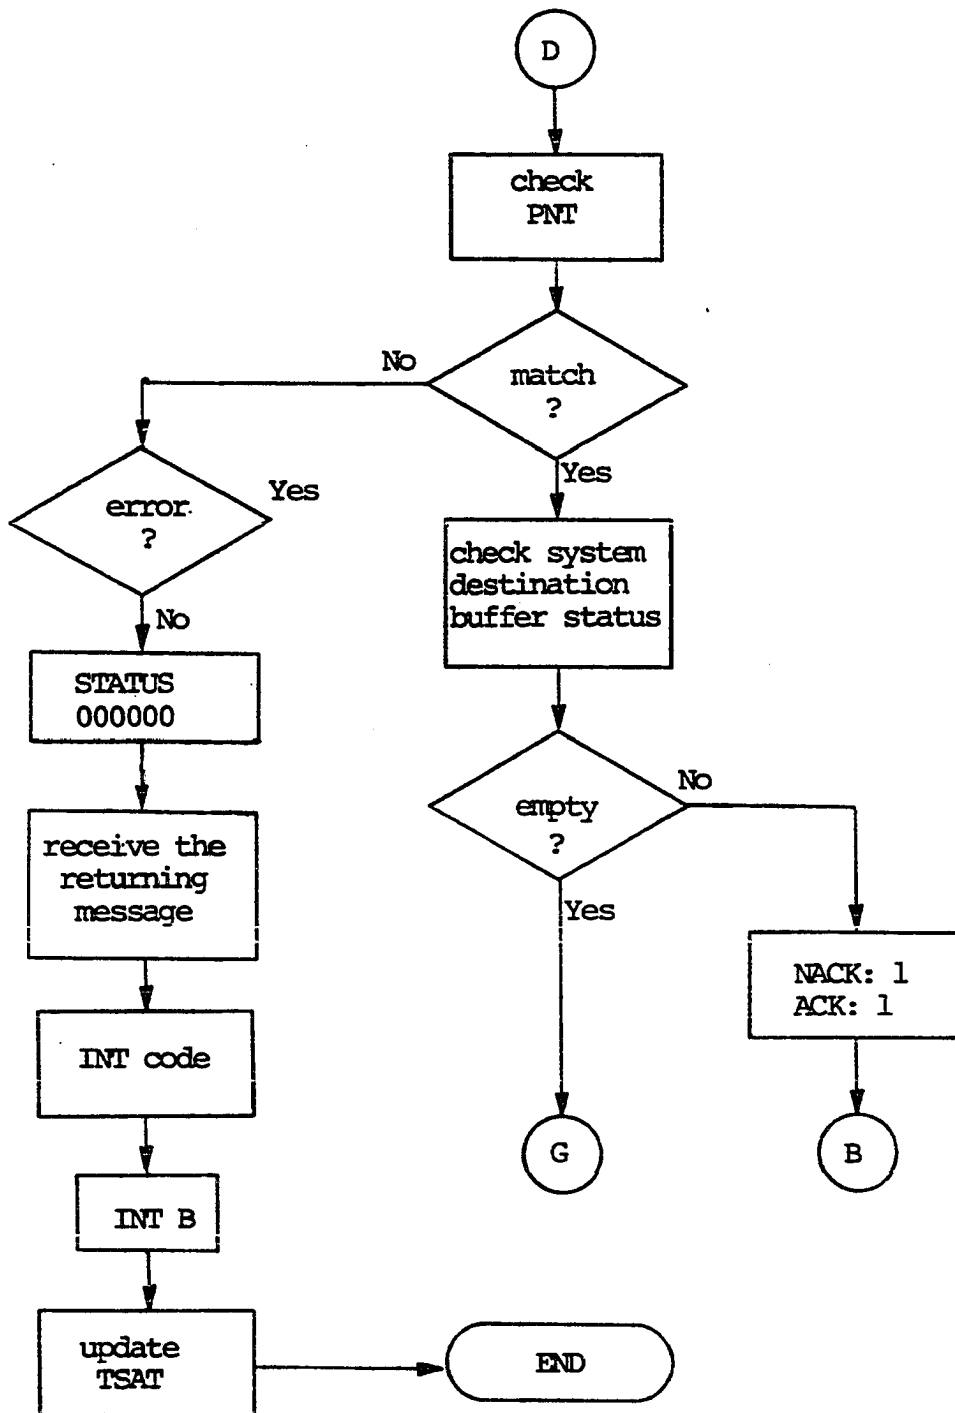 D
check
PNT
No
match
?
Yes
error
?
Yes
No
check system
destination
buffer status
STATUS
000000
receive the
returning
message
empty
?
No
Yes
NACK: 1
ACK: 1
INT code
G
B
INT B
update
TSAT
END